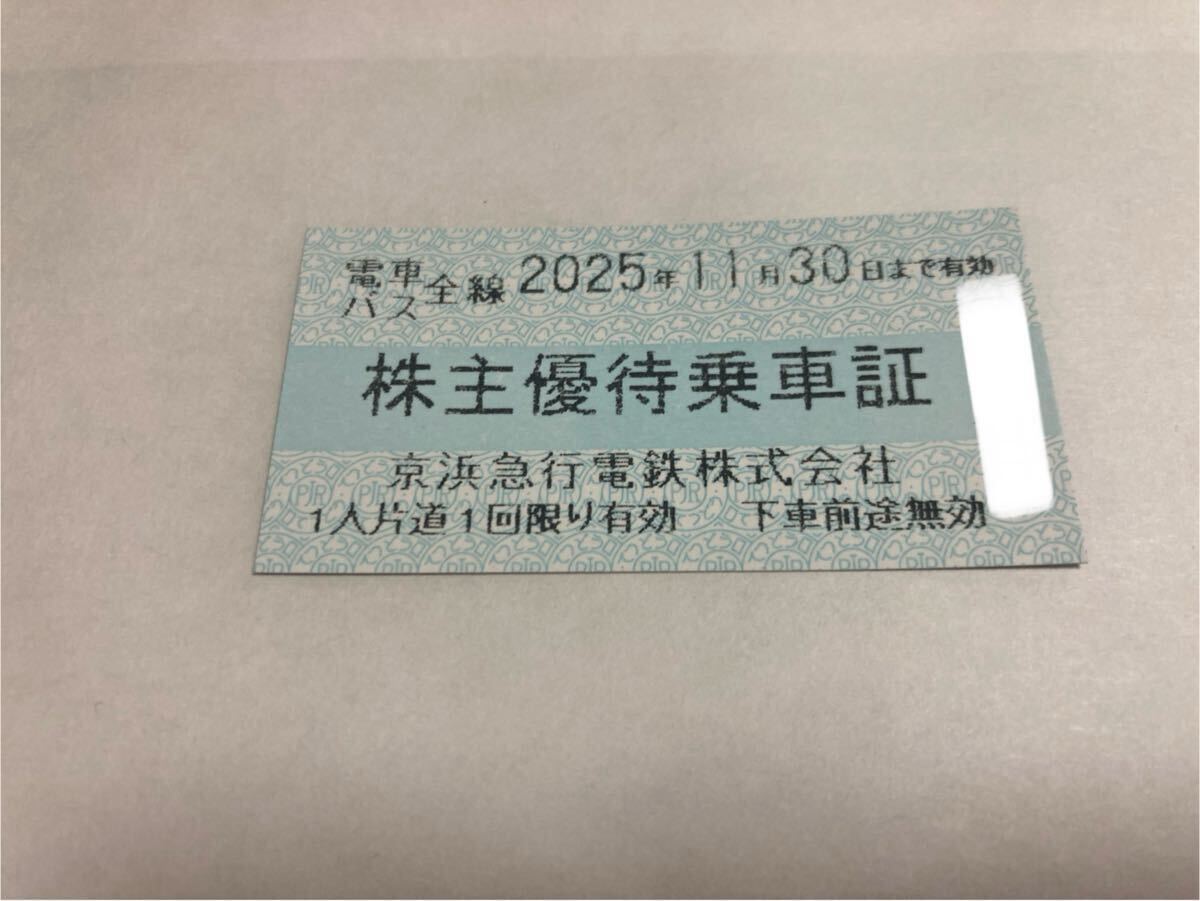 電車
バス全線 2025年11月30日まで有効
株主優待乗車証
京浜急行電鉄株式会社
1人片道1回限り有効 下車前途無効